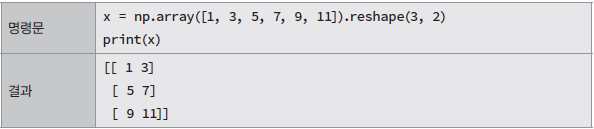 명령문
x = np.array([1, 3, 5, 7, 9, 11]).reshape(3, 2)
print(x)
결과
[[ 1 3]
[ 5 7]
[ 9 11]]